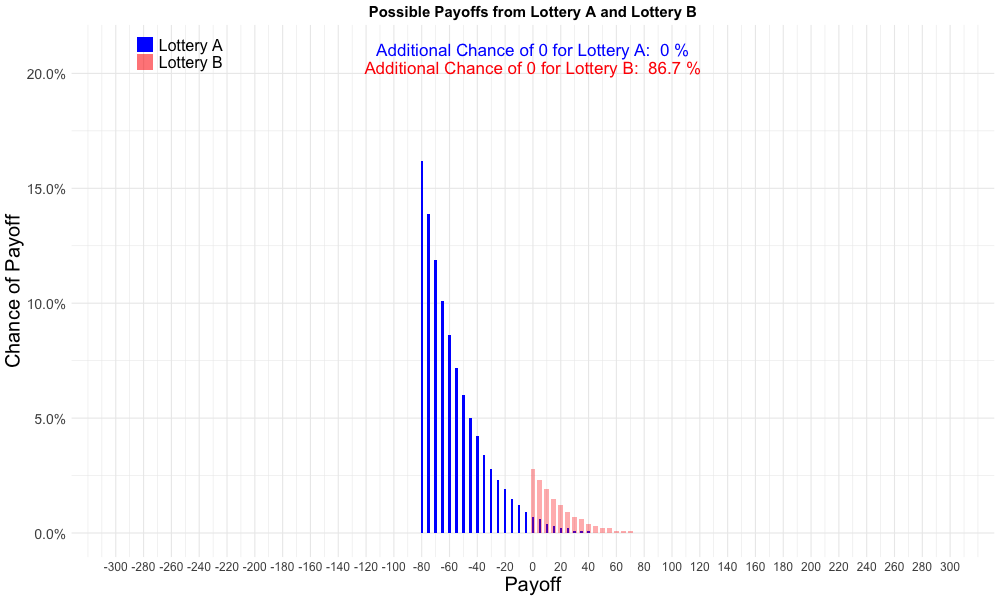 Possible Payoffs from Lottery A and Lottery B
Lottery A
Lottery B
Additional Chance of 0 for Lottery A:  0 %
Additional Chance of 0 for Lottery B:  86.7 %
Chance of Payoff
20.0%
15.0%
10.0%
5.0%
0.0%
-300 -280 -260 -240 -220 -200 -180 -160 -140 -120 -100 -80 -60 -40 -20 0 20 40 60 80 100 120 140 160 180 200 220 240 260 280 300
Payoff